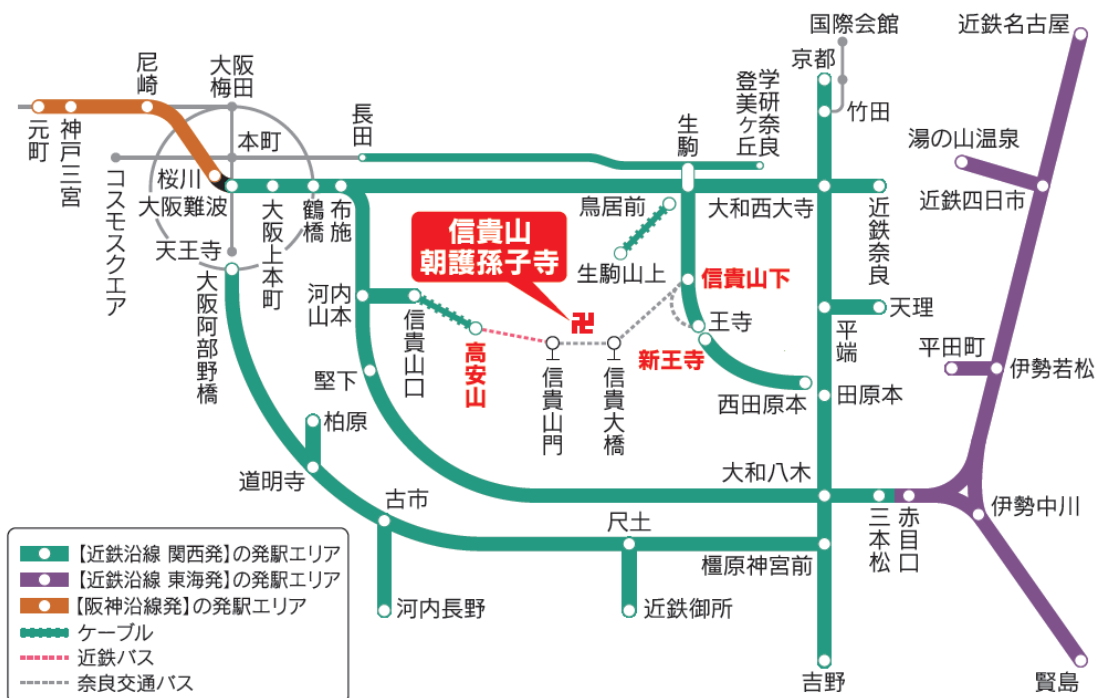 国際会館
近鉄名古屋
京都
尼崎
大阪
梅田
学研奈良
登美ヶ丘
長田
生駒
竹田
本町
湯の山温泉
元町
神戸三宮
コスモスクエア
桜川
大阪難波
大阪上本町
鶴橋
布施
鳥居前
大和西大寺
近鉄奈良
近鉄四日市
信貴山
朝護孫子寺
天王寺
大阪阿部野橋
生駒山上
信貴山下
河内
山本
信貴山口
卍
王寺
天理
平端
高安山
新王寺
平田町
伊勢若松
堅下
信貴山門
信貴大橋
西田原本
田原本
柏原
道明寺
大和八木
古市
尺土
三本松
赤目口
伊勢中川
橿原神宮前
河内長野
近鉄御所
吉野
賢島
【近鉄沿線 関西発】の発駅エリア
【近鉄沿線 東海発】の発駅エリア
【阪神沿線発】の発駅エリア
ケーブル
近鉄バス
奈良交通バス